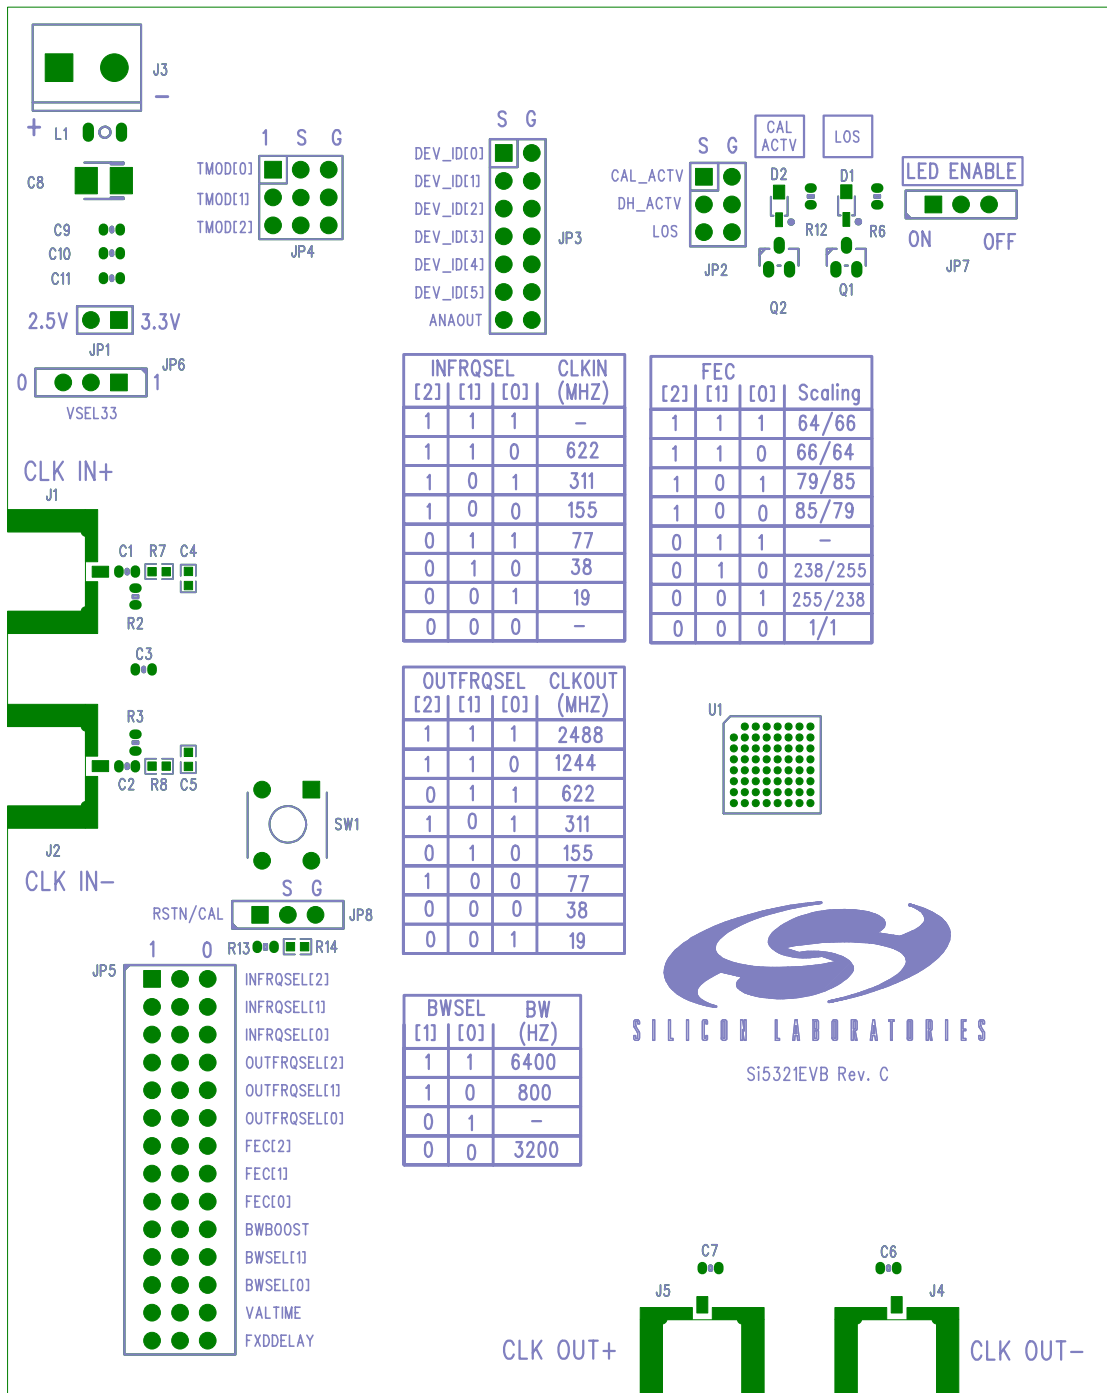 J3
+
-
L1
C8
C9
C10
C11
2.5V
3.3V
JP1
JP6
0
1
VSEL33
1 S G
TMOD[0]
TMOD[1]
TMOD[2]
JP4
S G
DEV_ID[0]
DEV_ID[1]
DEV_ID[2]
DEV_ID[3]
DEV_ID[4]
DEV_ID[5]
ANAOUT
JP3
S G
CAL_ACTV
DH_ACTV
LOS
JP2
CAL
ACTV
LOS
D2
D1
R12
R6
Q2
Q1
LED ENABLE
ON
OFF
JP7
INFRQSEL CLKIN
[2] [1] [0] (MHZ)
1 1 1 -
1 1 0 622
1 0 1 311
1 0 0 155
0 1 1 77
0 1 0 38
0 0 1 19
0 0 0 -
FEC
[2] [1] [0] Scaling
1 1 1 64/66
1 1 0 66/64
1 0 1 79/85
1 0 0 85/79
0 1 1 -
0 1 0 238/255
0 0 1 255/238
0 0 0 1/1
CLK IN+
J1
C1
R7
C4
R2
C3
R3
C2
R8
C5
J2
CLK IN-
OUTFRQSEL CLKOUT
[2] [1] [0] (MHZ)
1 1 1 2488
1 1 0 1244
0 1 1 622
1 0 1 311
0 1 0 155
1 0 0 77
0 0 0 38
0 0 1 19
U1
SW1
S G
RSTN/CAL
JP8
R13
R14
1 0
JP5
INFRQSEL[2]
INFRQSEL[1]
INFRQSEL[0]
OUTFRQSEL[2]
OUTFRQSEL[1]
OUTFRQSEL[0]
FEC[2]
FEC[1]
FEC[0]
BWBOOST
BWSEL[1]
BWSEL[0]
VALTIME
FXDDELAY
BWSEL BW
[1] [0] (HZ)
1 1 6400
1 0 800
0 1 -
0 0 3200
SILICON LABORATORIES
Si5321EVB Rev. C
C7
C6
J5
J4
CLK OUT+
CLK OUT-